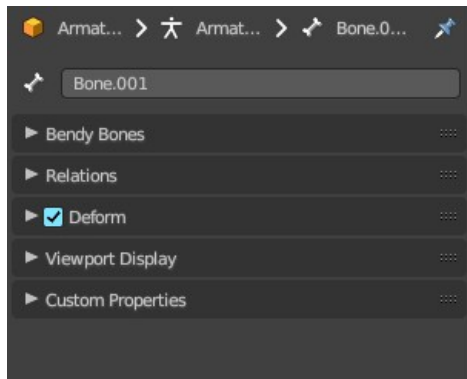 Armat... Armat... Bone.0...
Bone.001
Bendy Bones
Relations
Deform
Viewport Display
Custom Properties